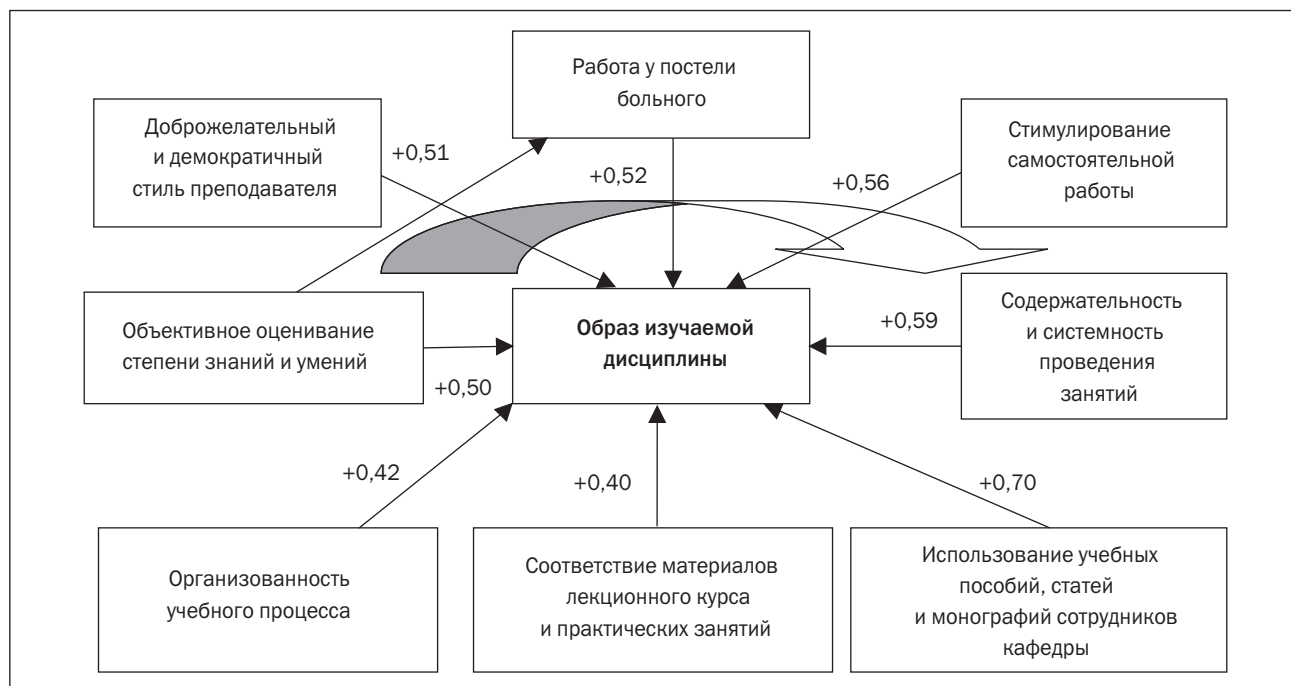 Работа у постели
больного
Доброжелательный
и демократичный
стиль преподавателя
Стимулирование
самостоятельной
работы
+0,51
+0,52
+0,56
Объективное оценивание
степени знаний и умений
Образ изучаемой
дисциплины
Содержательность
и системность
проведения
занятий
+0,59
+0,50
+0,42
+0,40
+0,70
Организованность
учебного процесса
Соответствие материалов
лекционного курса
и практических занятий
Использование учебных
пособий, статей
и монографий сотрудников
кафедры